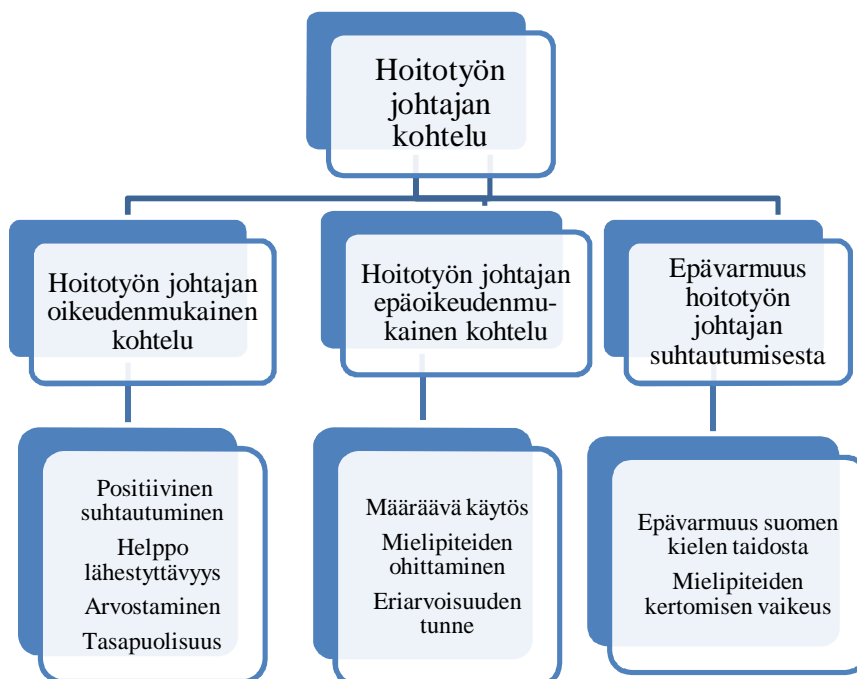 Hoitotyön
johtajan
kohtelu
Hoitotyön johtajan
oikeudenmukainen
kohtelu
Hoitotyön johtajan
epäoikeudenmu-
kainen kohtelu
Epävarmuus
hoitotyön
johtajan
suhtautumisesta
Positiivinen
suhtautuminen
Helppo
lähestyttävyys
Arvostaminen
Tasapuolisuus
Määräävä käytös
Mielipiteiden
ohittaminen
Eriarvoisuuden
tunne
Epävarmuus suomen
kielen taidosta
Mielipiteiden
kertomisen vaikeus